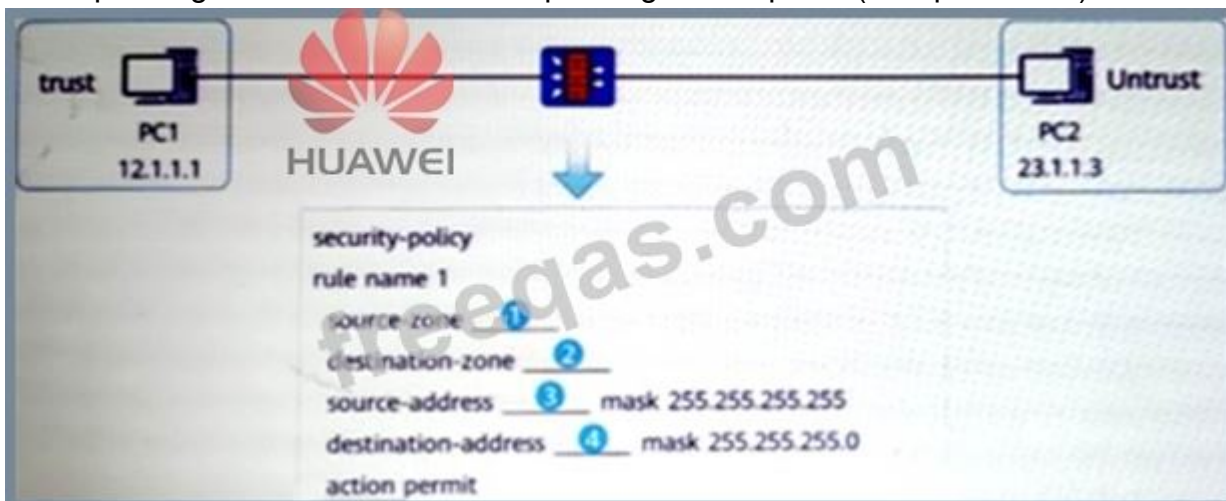 trust
PC1
12.1.1.1
HUAWEI
Untrust
PC2
23.1.1.3
freeqas.com
security-policy
rule name 1
source-zone 1
destination-zone 2
source-address 3 mask 255.255.255.255
destination-address 4 mask 255.255.255.0
action permit